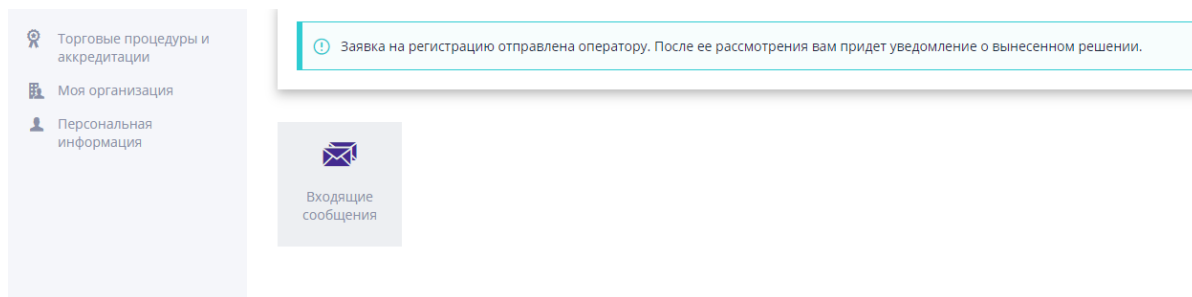 Торговые процедуры и
аккредитации
Моя организация
Персональная
информация
Заявка на регистрацию отправлена оператору. После ее рассмотрения вам придет уведомление о вынесенном решении.
Входящие
сообщения